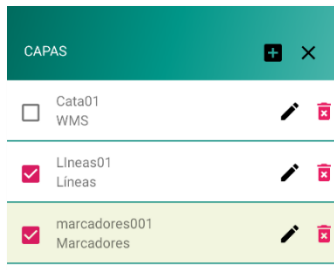 CAPAS
Cata01
WMS
LIneas01
Líneas
marcadores001
Marcadores